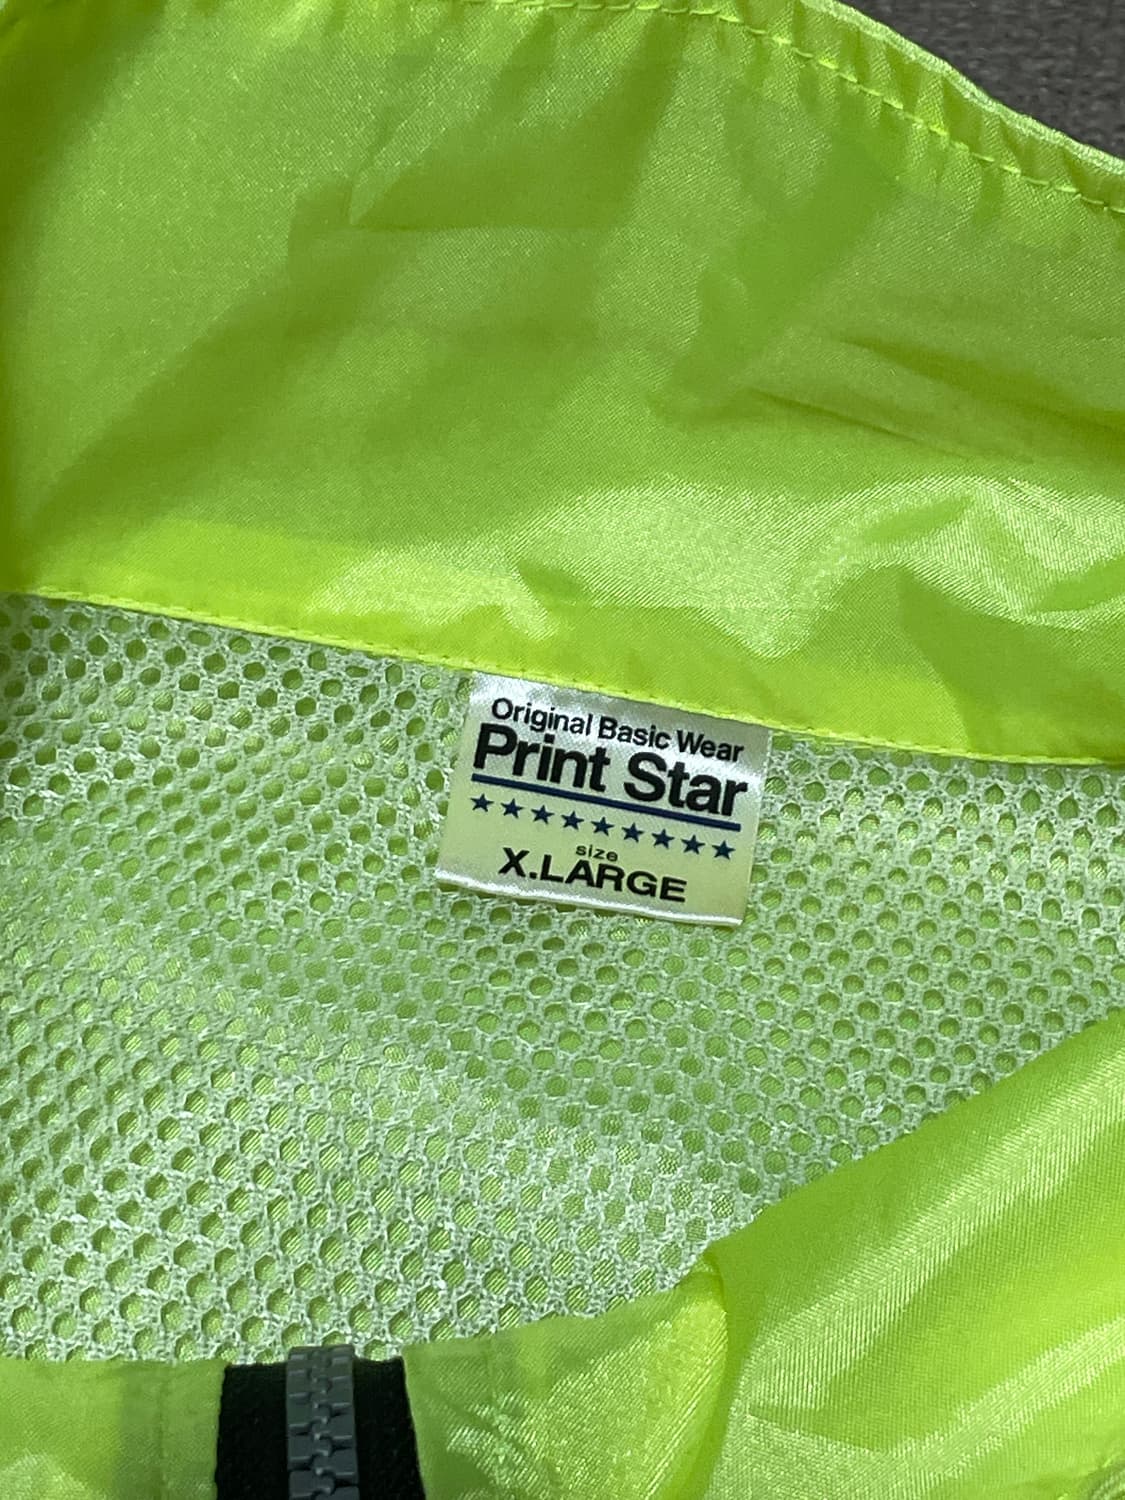 Original Basic Wear
Print Star
★★★★★★★★★
size
X.LARGE